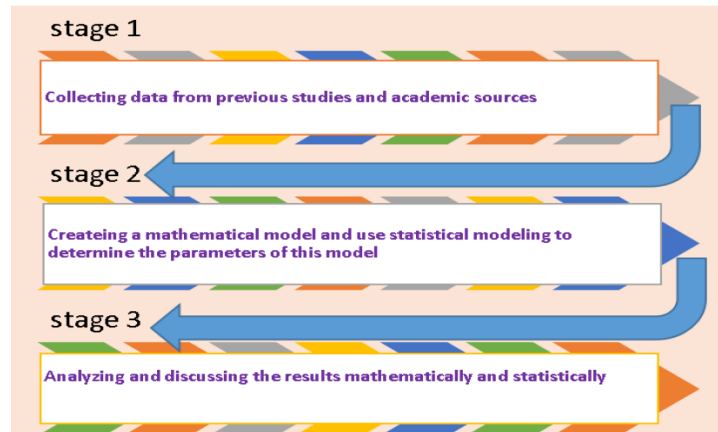 stage 1
Collecting data from previous studies and academic sources
stage 2
Createing a mathematical model and use statistical modeling to
determine the parameters of this model
stage 3
Analyzing and discussing the results mathematically and statistically